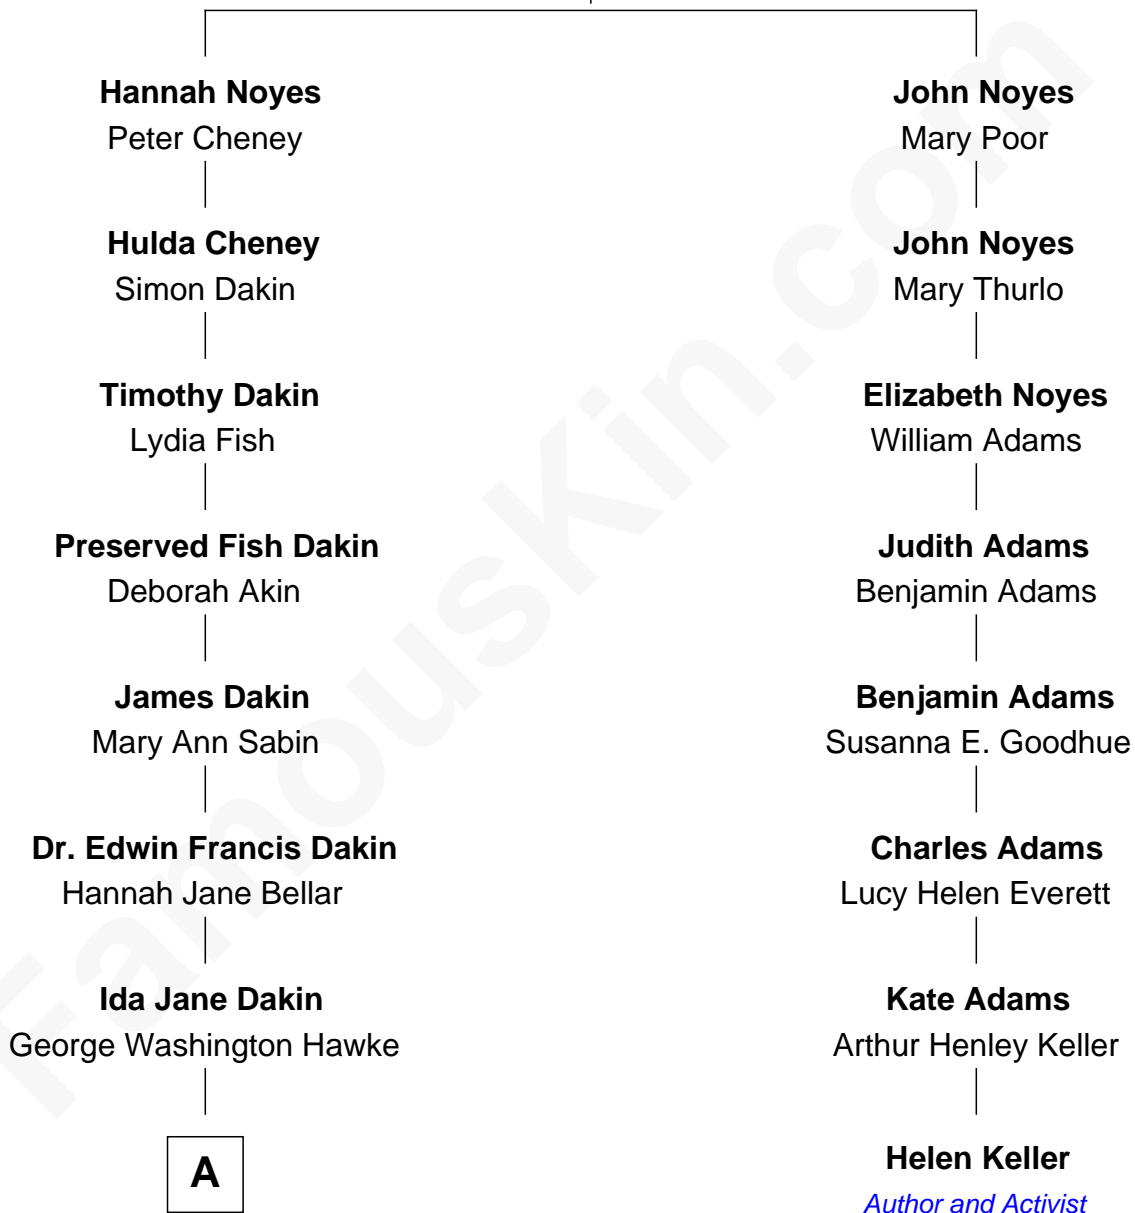 Hannah Noyes
Peter Cheney
John Noyes
Mary Poor
Hulda Cheney
Simon Dakin
John Noyes
Mary Thurlo
Timothy Dakin
Lydia Fish
Elizabeth Noyes
William Adams
Preserved Fish Dakin
Deborah Akin
Judith Adams
Benjamin Adams
James Dakin
Mary Ann Sabin
Benjamin Adams
Susanna E. Goodhue
Dr. Edwin Francis Dakin
Hannah Jane Bellar
Charles Adams
Lucy Helen Everett
Ida Jane Dakin
George Washington Hawke
Kate Adams
Arthur Henley Keller
A
Helen Keller
Author and Activist
FamousKin.com